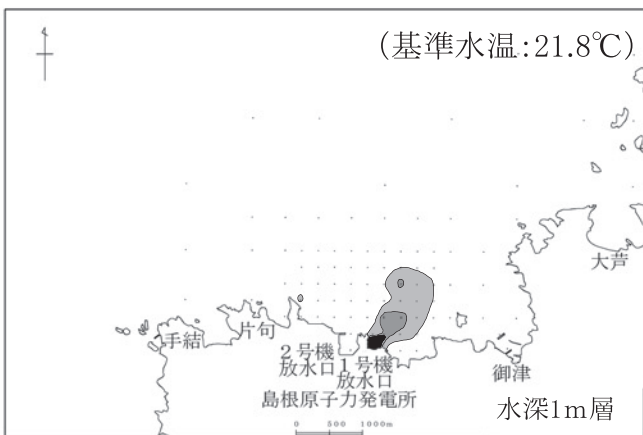 (基準水温:21.8℃)
大芦
手結
片句
2号機
放水口
1号機
放水口
御津
島根原子力発電所
水深1m層
0 500 1000m